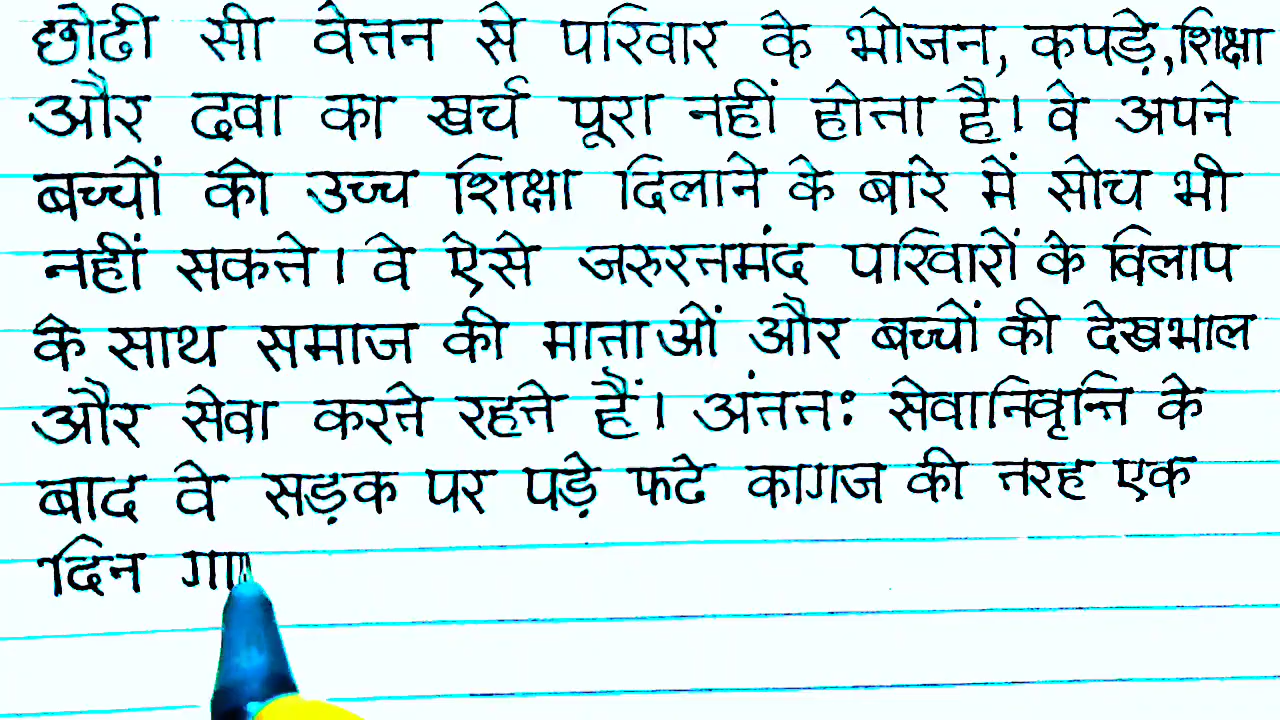 छोटी सी वेतन से परिवार के भोजन, कपड़े, शिक्षा
और दवा का खर्च पूरा नहीं होता है। वे अपने
बच्चों की उच्च शिक्षा दिलाने के बारे में सोच भी
नहीं सकते। वे ऐसे जरुरतमंद परिवारों के विलाप
के साथ समाज की माताओं और बच्चों की देखभाल
और सेवा करते रहते हैं। अंततः सेवानिवृत्ति के
बाद वे सड़क पर पड़े फटे कागज की तरह एक
दिन गा